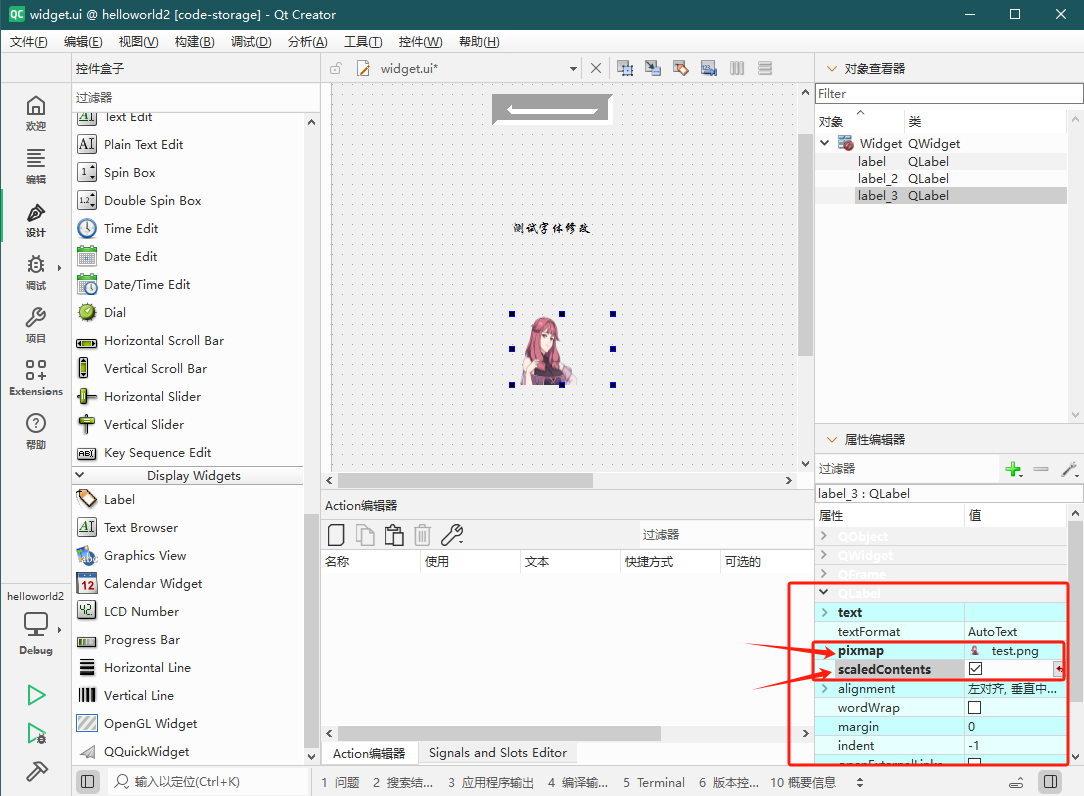 widget.ui @ helloworld2 [code-storage] - Qt Creator
文件(F) 编辑(E) 视图(V) 构建(B) 调试(D) 分析(A) 工具(T) 控件(W) 帮助(H)
欢迎
编辑
设计
调试
项目
Extensions
帮助
helloworld2
Debug
控件盒子
过滤器
Text Edit
Plain Text Edit
Spin Box
Double Spin Box
Time Edit
Date Edit
Date/Time Edit
Dial
Horizontal Scroll Bar
Vertical Scroll Bar
Horizontal Slider
Vertical Slider
Key Sequence Edit
Display Widgets
Label
Text Browser
Graphics View
Calendar Widget
LCD Number
Progress Bar
Horizontal Line
Vertical Line
OpenGL Widget
QQuickWidget
widget.ui*
测试字体修改
Action编辑器
过滤器
名称 使用 文本 快捷方式 可选的
Action编辑器 Signals and Slots Editor
对象查看器
Filter
对象 类
Widget QWidget
label QLabel
label_2 QLabel
label_3 QLabel
属性编辑器
过滤器
label_3 : QLabel
属性 值
QObject
QWidget
QFrame
QLabel
text
textFormat AutoText
pixmap test.png
scaledContents
alignment 左对齐, 垂直中...
wordWrap
margin 0
indent -1
openExternalLinks
输入以定位(Ctrl+K) 1 问题 2 搜索结... 3 应用程序输出 4 编译输... 5 Terminal 6 版本控... 10 概要信息